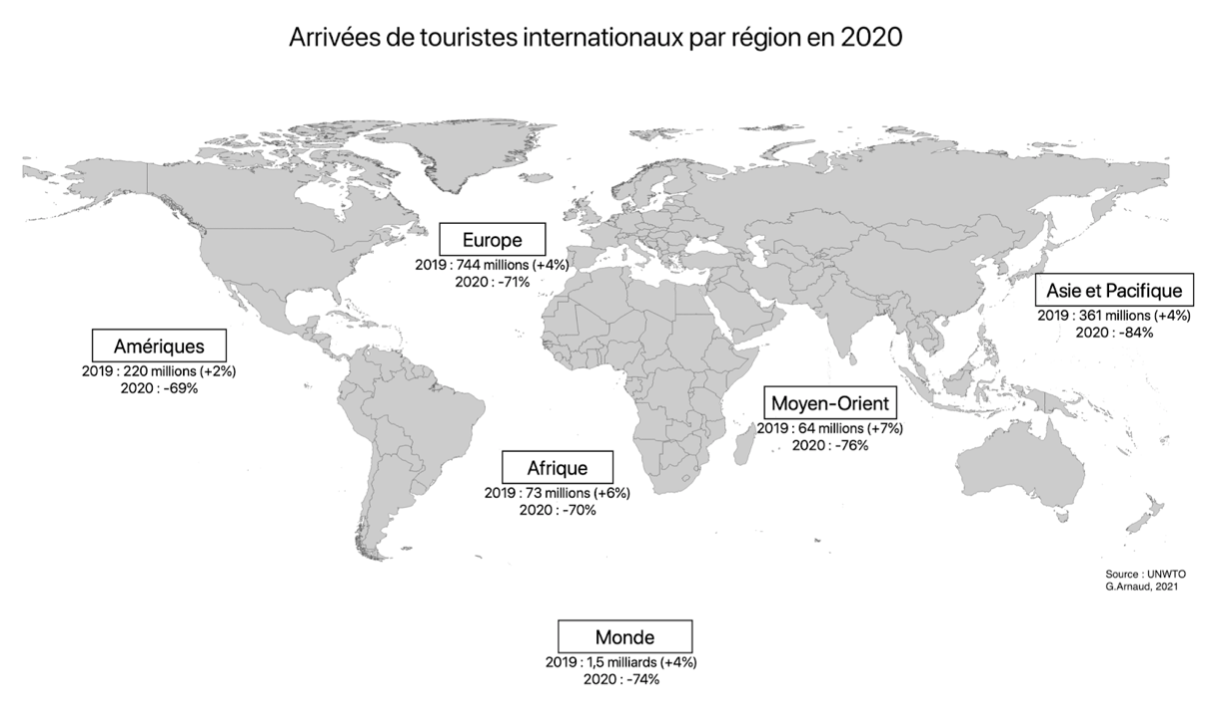 Arrivées de touristes internationaux par région en 2020
Europe
2019 : 744 millions (+4%)
2020 : -71%
Asie et Pacifique
2019 : 361 millions (+4%)
2020 : -84%
Amériques
2019 : 220 millions (+2%)
2020 : -69%
Moyen-Orient
2019 : 64 millions (+7%)
2020 : -76%
Afrique
2019 : 73 millions (+6%)
2020 : -70%
Source : UNWTO
G.Arnaud, 2021
Monde
2019 : 1,5 milliards (+4%)
2020 : -74%